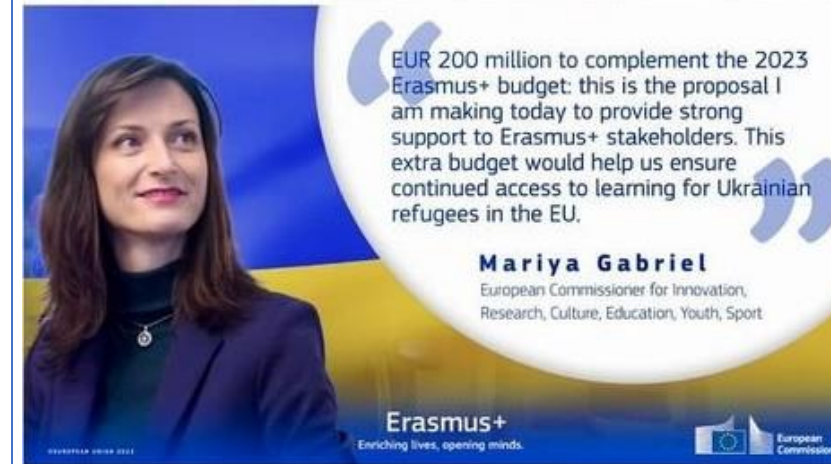 EUR 200 million to complement the 2023
Erasmus+ budget: this is the proposal I
am making today to provide strong
support to Erasmus+ stakeholders. This
extra budget would help us ensure
continued access to learning for Ukrainian
refugees in the EU.
Mariya Gabriel
European Commissioner for Innovation,
Research, Culture, Education, Youth, Sport
Erasmus+
Enriching lives, opening minds.
European
Commission
©EUROPEAN UNION 2022